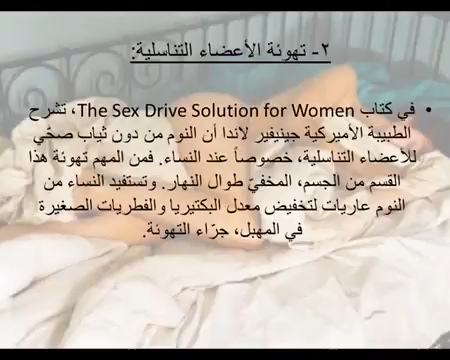 ٢- تهوئة الأعضاء التناسلية:
• في كتاب The Sex Drive Solution for Women، تشرح
الطبيبة الأميركية جينيفير لاندا أن النوم من دون ثياب صحّي
للأعضاء التناسلية، خصوصاً عند النساء. فمن المهم تهوئة هذا
القسم من الجسم، المخفيّ طوال النهار. وتستفيد النساء من
النوم عاريات لتخفيض معدل البكتيريا والفطريات الصغيرة
في المهبل، جرّاء التهوئة.